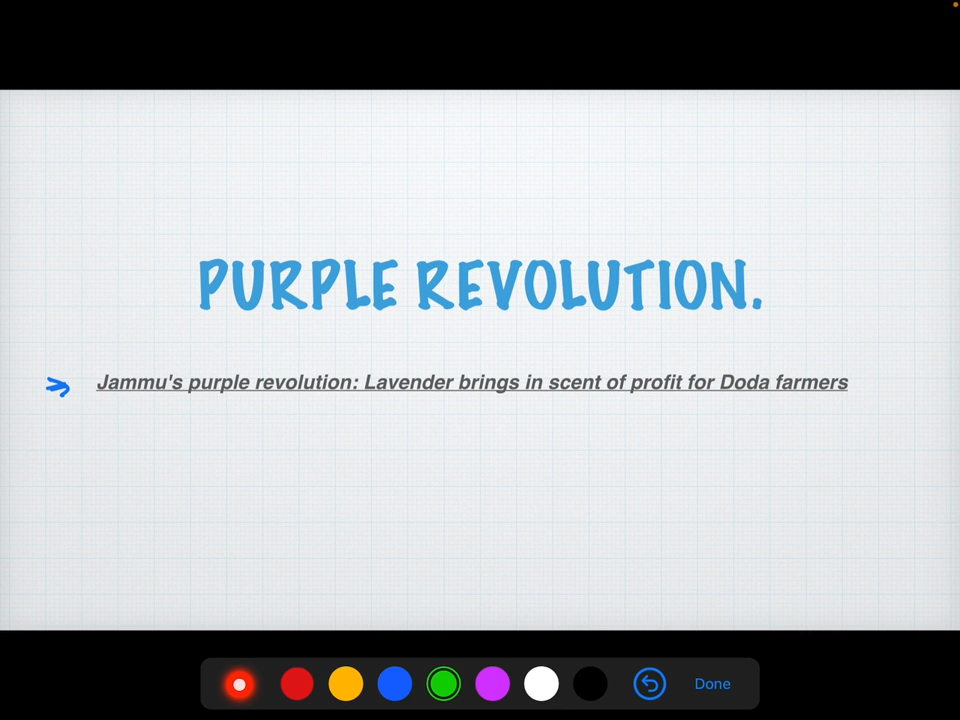 PURPLE REVOLUTION.
Jammu's purple revolution: Lavender brings in scent of profit for Doda farmers
Done